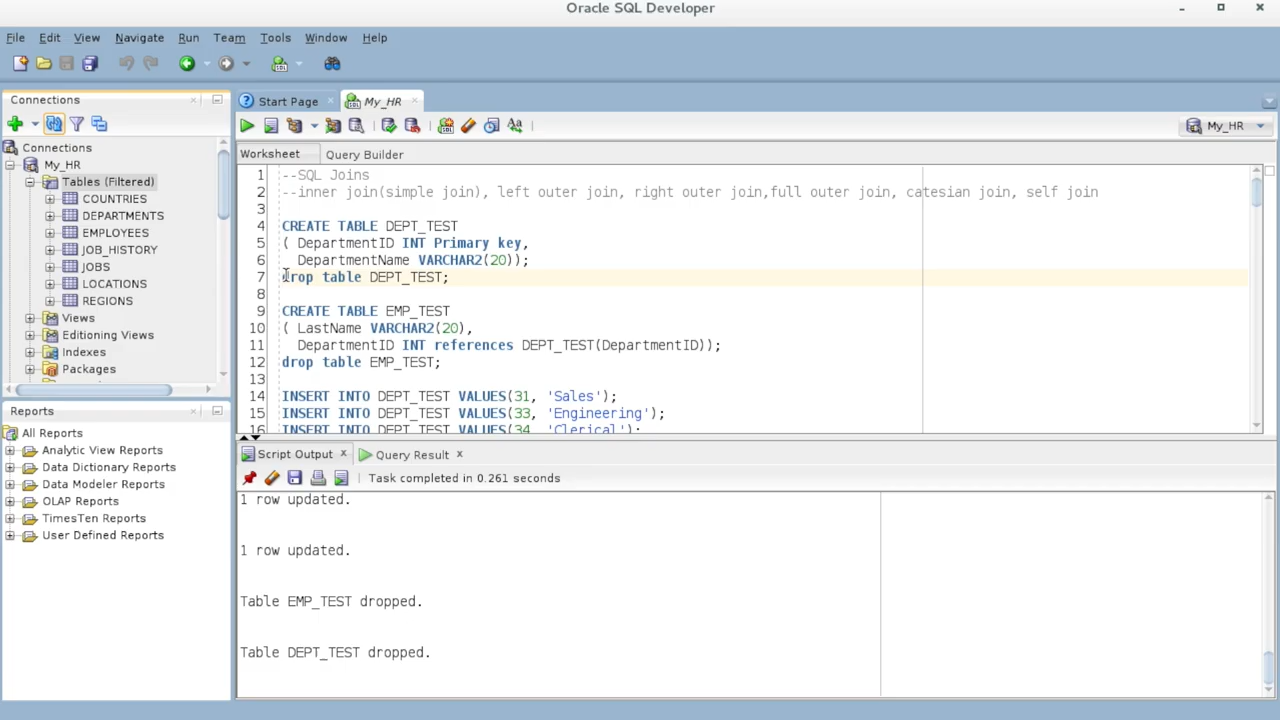 Oracle SQL Developer
File Edit View Navigate Run Team Tools Window Help
Connections
Connections
My_HR
Tables (Filtered)
COUNTRIES
DEPARTMENTS
EMPLOYEES
JOB_HISTORY
JOBS
LOCATIONS
REGIONS
Views
Editioning Views
Indexes
Packages
Reports
All Reports
Analytic View Reports
Data Dictionary Reports
Data Modeler Reports
OLAP Reports
TimesTen Reports
User Defined Reports
Start Page My_HR
My_HR
Worksheet Query Builder
1 --SQL Joins
2 --inner join(simple join), left outer join, right outer join,full outer join, catesian join, self join
3
4 CREATE TABLE DEPT_TEST
5 ( DepartmentID INT Primary key,
6 DepartmentName VARCHAR2(20));
7 drop table DEPT_TEST;
8
9 CREATE TABLE EMP_TEST
10 ( LastName VARCHAR2(20),
11 DepartmentID INT references DEPT_TEST(DepartmentID));
12 drop table EMP_TEST;
13
14 INSERT INTO DEPT_TEST VALUES(31, 'Sales');
15 INSERT INTO DEPT_TEST VALUES(33, 'Engineering');
16 INSERT INTO DEPT_TEST VALUES(34, 'Clerical');
Script Output Query Result
Task completed in 0.261 seconds
1 row updated.
1 row updated.
Table EMP_TEST dropped.
Table DEPT_TEST dropped.